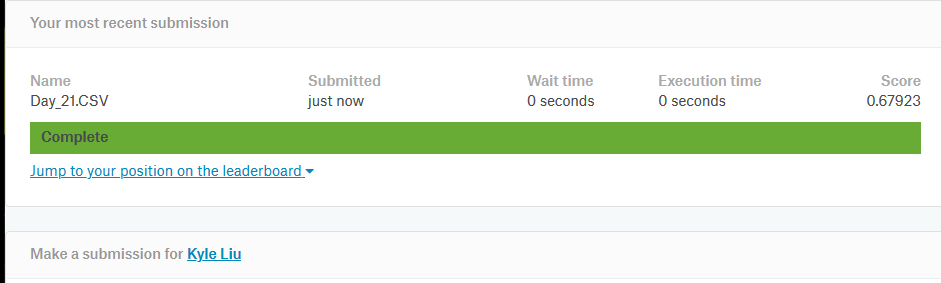 Your most recent submission
Name Submitted Wait time Execution time Score
Day_21.CSV just now 0 seconds 0 seconds 0.67923
Complete
Jump to your position on the leaderboard
Make a submission for Kyle Liu